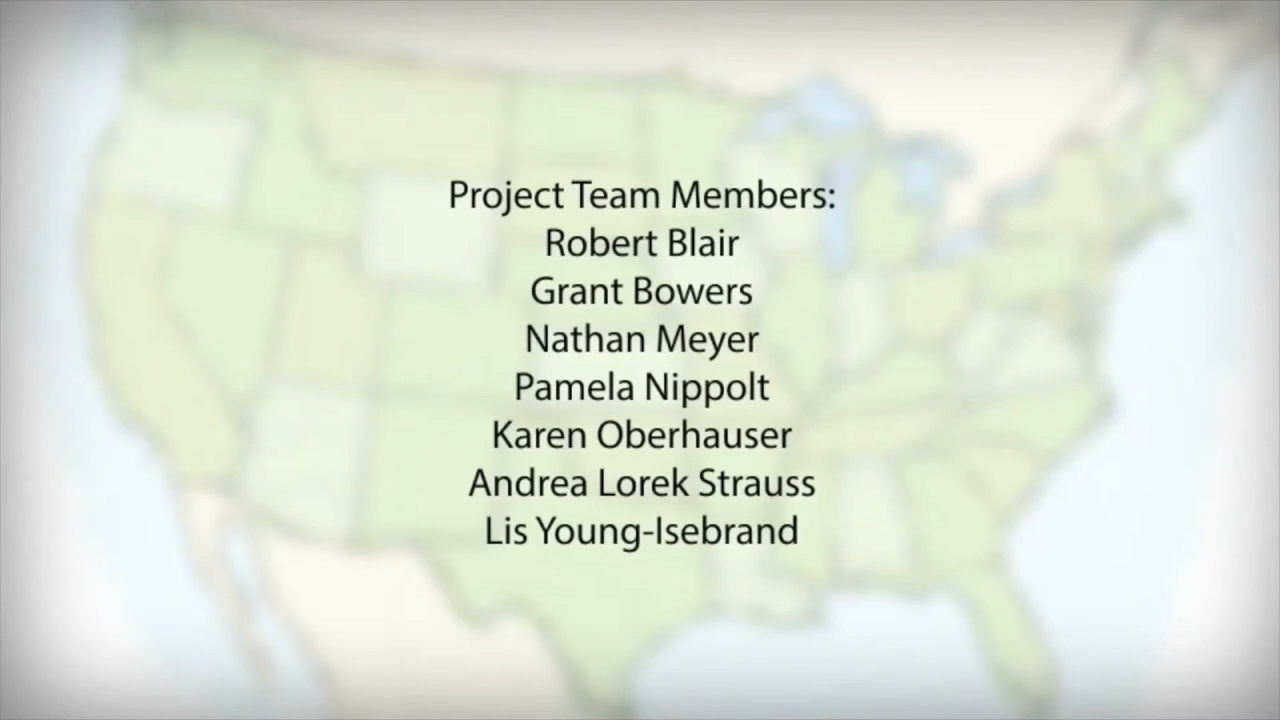 Project Team Members:
Robert Blair
Grant Bowers
Nathan Meyer
Pamela Nippolt
Karen Oberhauser
Andrea Lorek Strauss
Lis Young-Isebrand